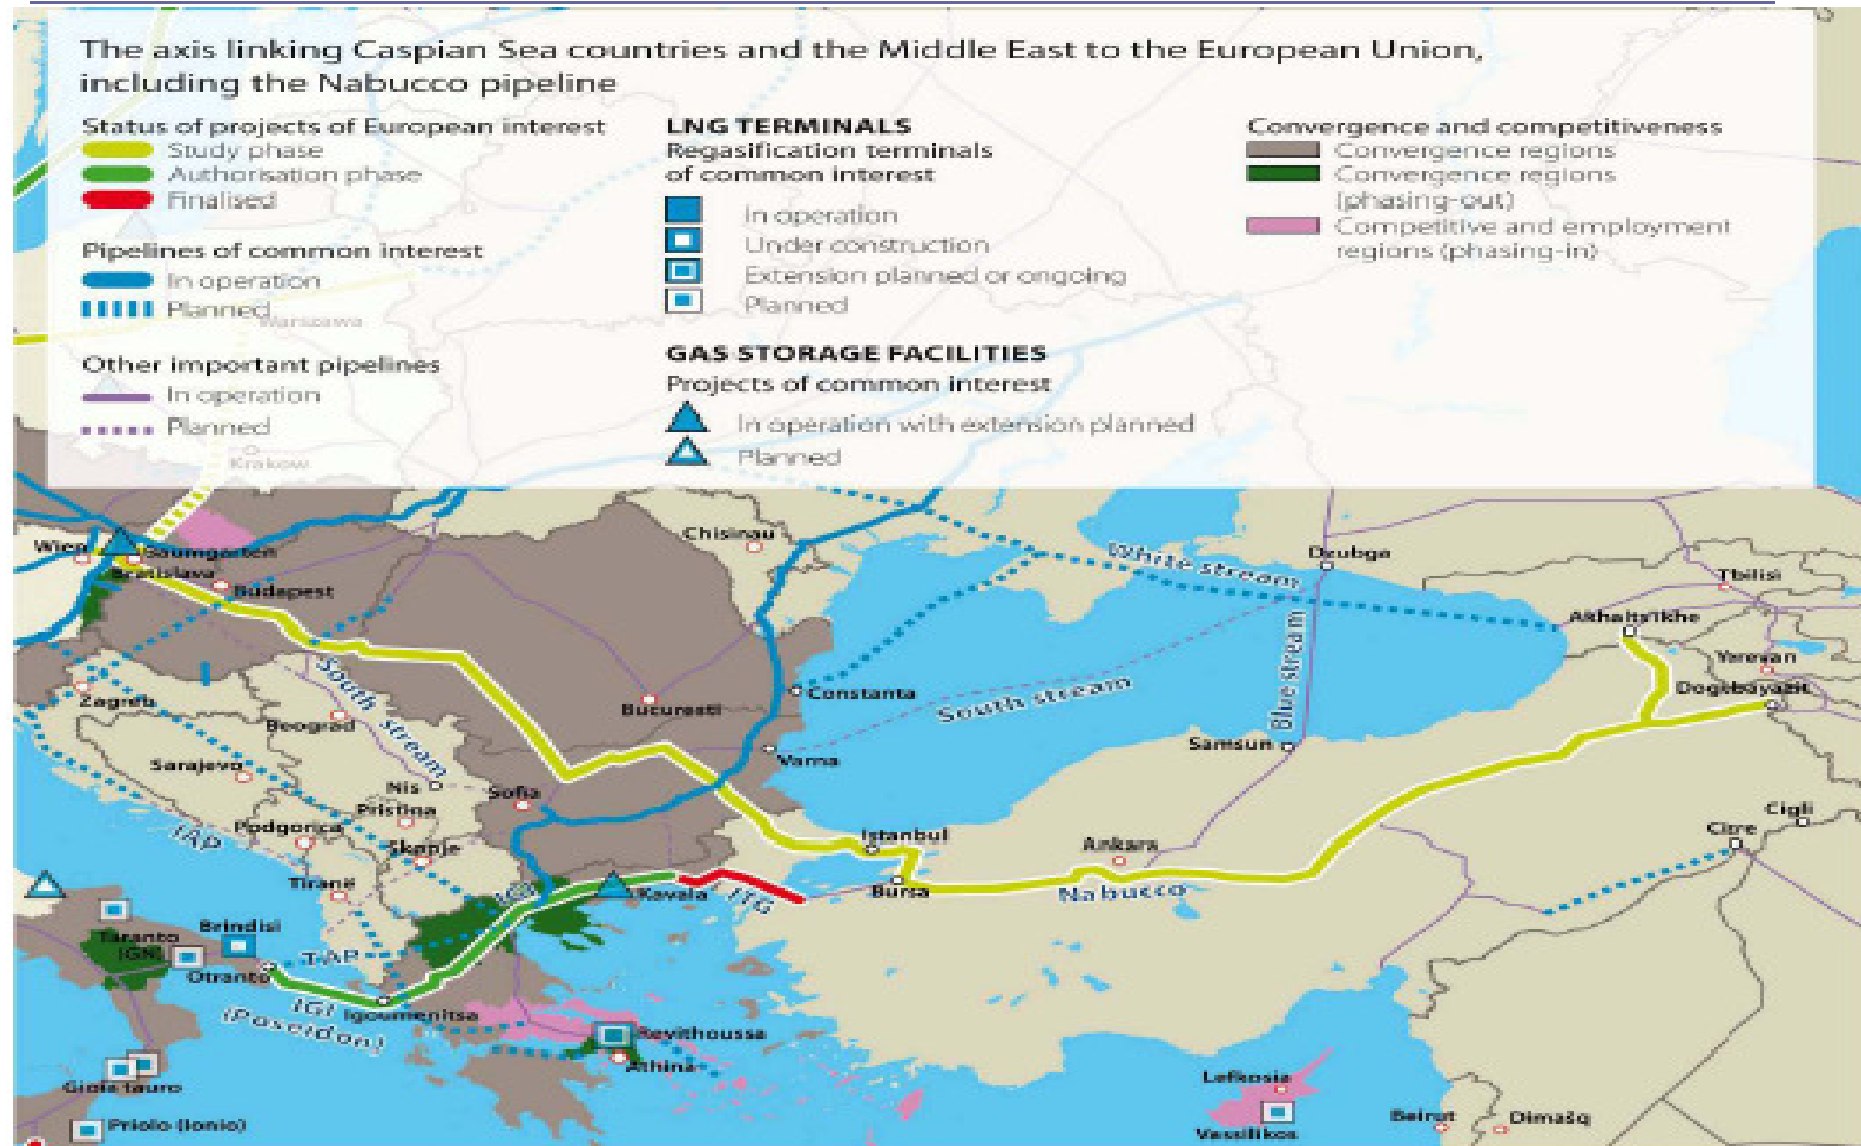 The axis linking Caspian Sea countries and the Middle East to the European Union,
including the Nabucco pipeline
Status of projects of European interest
Study phase
Authorisation phase
Finalised
Pipelines of common interest
In operation
Planned
Other important pipelines
In operation
Planned
LNG TERMINALS
Regasification terminals
of common interest
In operation
Under construction
Extension planned or ongoing
Planned
GAS STORAGE FACILITIES
Projects of common interest
In operation with extension planned
Planned
Convergence and competitiveness
Convergence regions
Convergence regions
(phasing-out)
Competitive and employment
regions (phasing-in)
Warszawa
Krakow
Wien
Baumgarten
Bratislava
Budapest
Chisinau
White stream
Dzubga
Tbilisi
Akhaltsikhe
Yerevan
Dogubayazit
Zagreb
South stream
Beograd
Bucuresti
Constanta
South stream
Blue stream
Samsun
Varna
Sarajevo
Nis
Sofia
Pristina
Podgorica
Skopje
IAP
Tiranë
Istanbul
Ankara
Cigli
Bursa
Nabucco
Kavala
ITG
Brindisi
Taranto
(GN)
Otranto
TAP
IGI
(Poseidon)
Igoumenitsa
Revithoussa
Athina
Gioia tauro
Priolo (Ionio)
Lefkosia
Vassilikos
Beirut
Dimašq